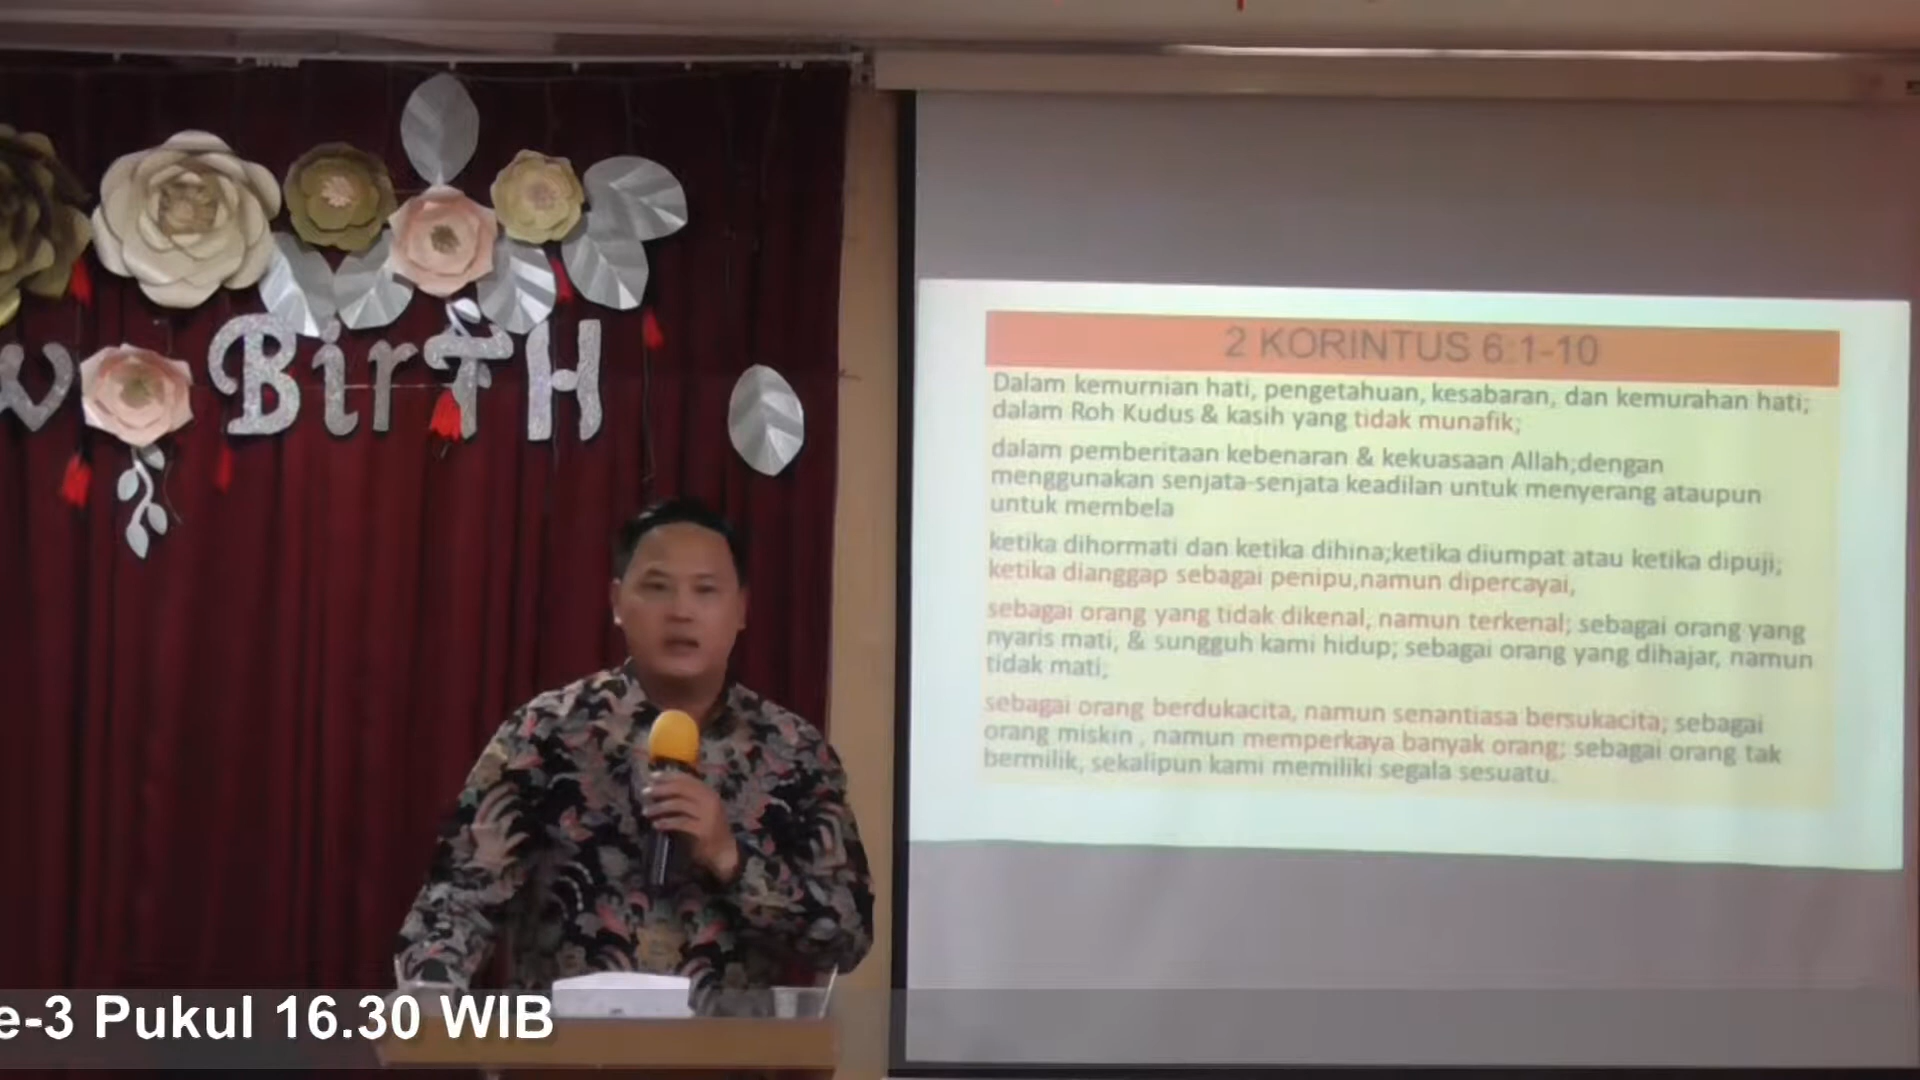 w BirTH
2 KORINTUS 6:1-10
Dalam kemurnian hati, pengetahuan, kesabaran, dan kemurahan hati;
dalam Roh Kudus & kasih yang tidak munafik;
dalam pemberitaan kebenaran & kekuasaan Allah;dengan
menggunakan senjata-senjata keadilan untuk menyerang ataupun
untuk membela
ketika dihormati dan ketika dihina;ketika diumpat atau ketika dipuji;
ketika dianggap sebagai penipu,namun dipercayai,
sebagai orang yang tidak dikenal, namun terkenal; sebagai orang yang
nyaris mati, & sungguh kami hidup; sebagai orang yang dihajar, namun
tidak mati;
sebagai orang berdukacita, namun senantiasa bersukacita; sebagai
orang miskin , namun memperkaya banyak orang; sebagai orang tak
bermilik, sekalipun kami memiliki segala sesuatu.
e-3 Pukul 16.30 WIB